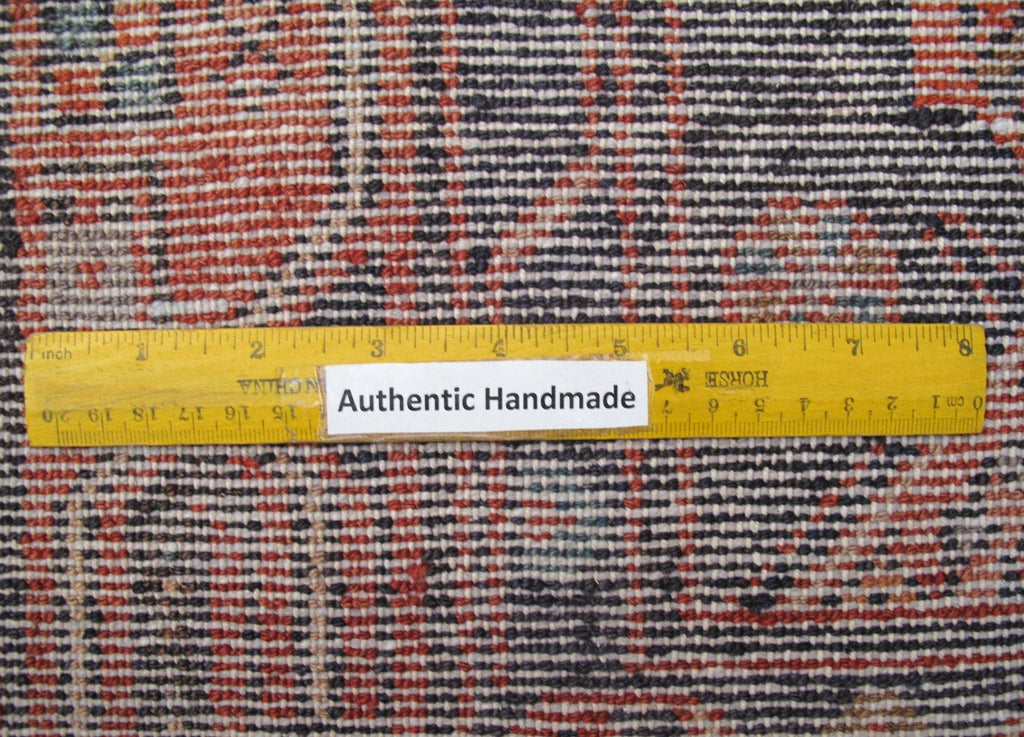 inch 1 2 3 4 5 6 7 8
CHINA
HORSE
Authentic Handmade
20 19 18 17 16 15 7 6 5 4 3 2 1 cm 0